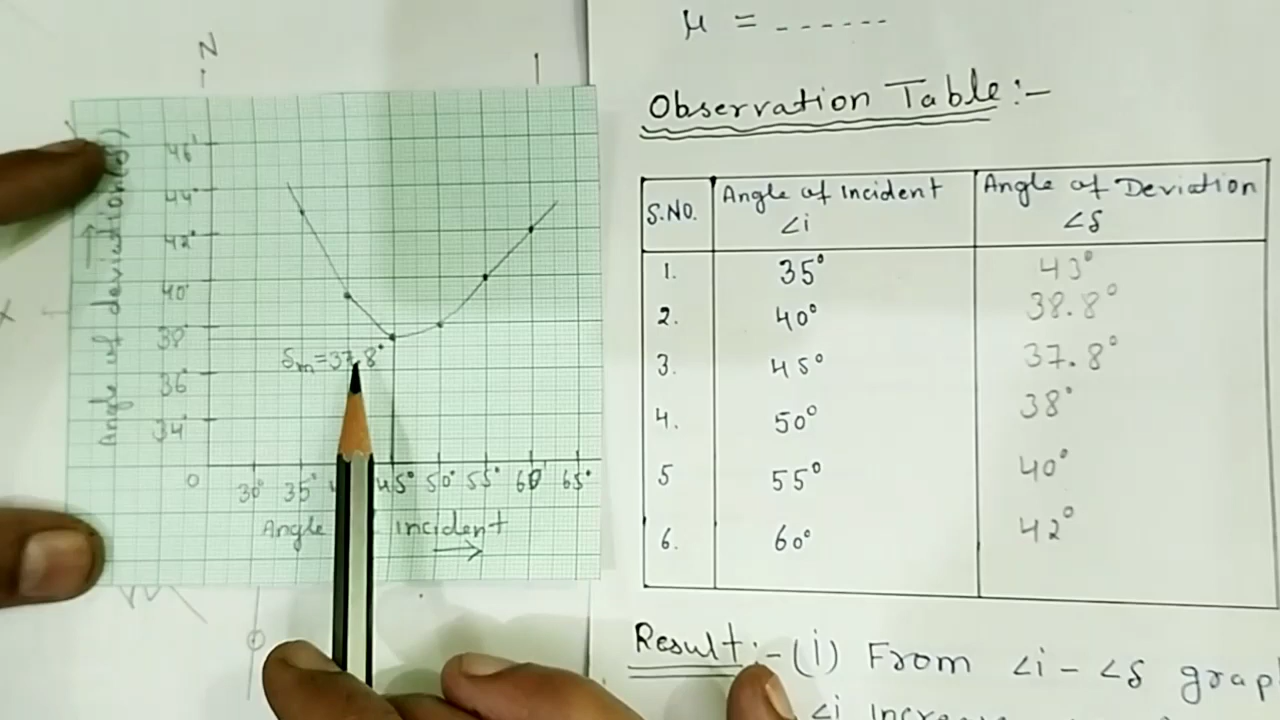 N
46°
44°
42°
40°
38°
36°
34°
Angle of deviation(δ)
δm=37.8°
0 30° 35° 45° 50° 55° 60° 65°
Angle incident
μ = ------
Observation Table:-
S.NO. Angle of Incident ∠i Angle of Deviation ∠δ
1. 35° 43°
2. 40° 38.8°
3. 45° 37.8°
4. 50° 38°
5 55° 40°
6. 60° 42°
Result:- (i) From ∠i - ∠δ grap
∠i